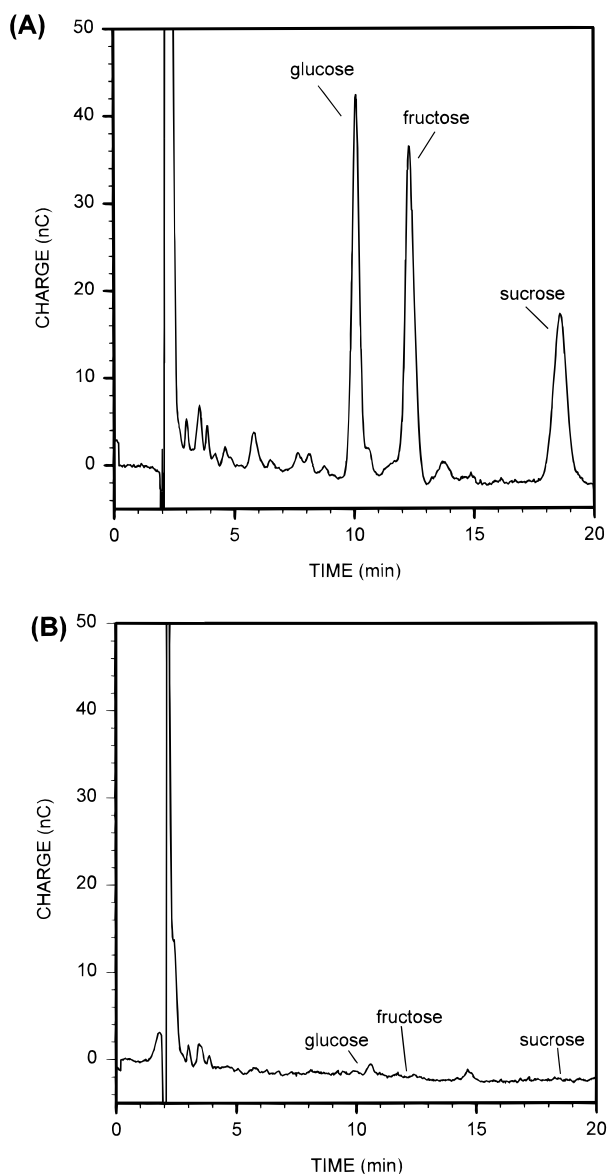 (A)
50
40
30
20
10
0
CHARGE (nC)
glucose
fructose
sucrose
0 5 10 15 20
TIME (min)
(B)
50
40
30
20
10
0
CHARGE (nC)
glucose
fructose
sucrose
0 5 10 15 20
TIME (min)